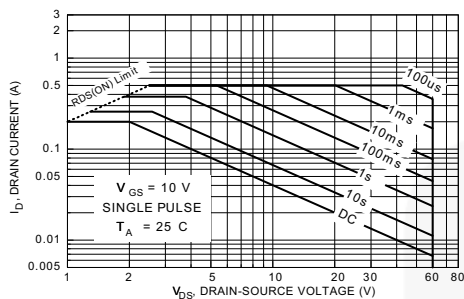 3
1
0.5
0.1
0.05
0.01
0.005
I D, DRAIN CURRENT (A)
RDS(ON) Limit
100us
1ms
10ms
100ms
1s
10s
DC
V GS = 10 V
SINGLE PULSE
T A = 25 C
1 2 5 10 20 30 60 80
V DS, DRAIN-SOURCE VOLTAGE (V)